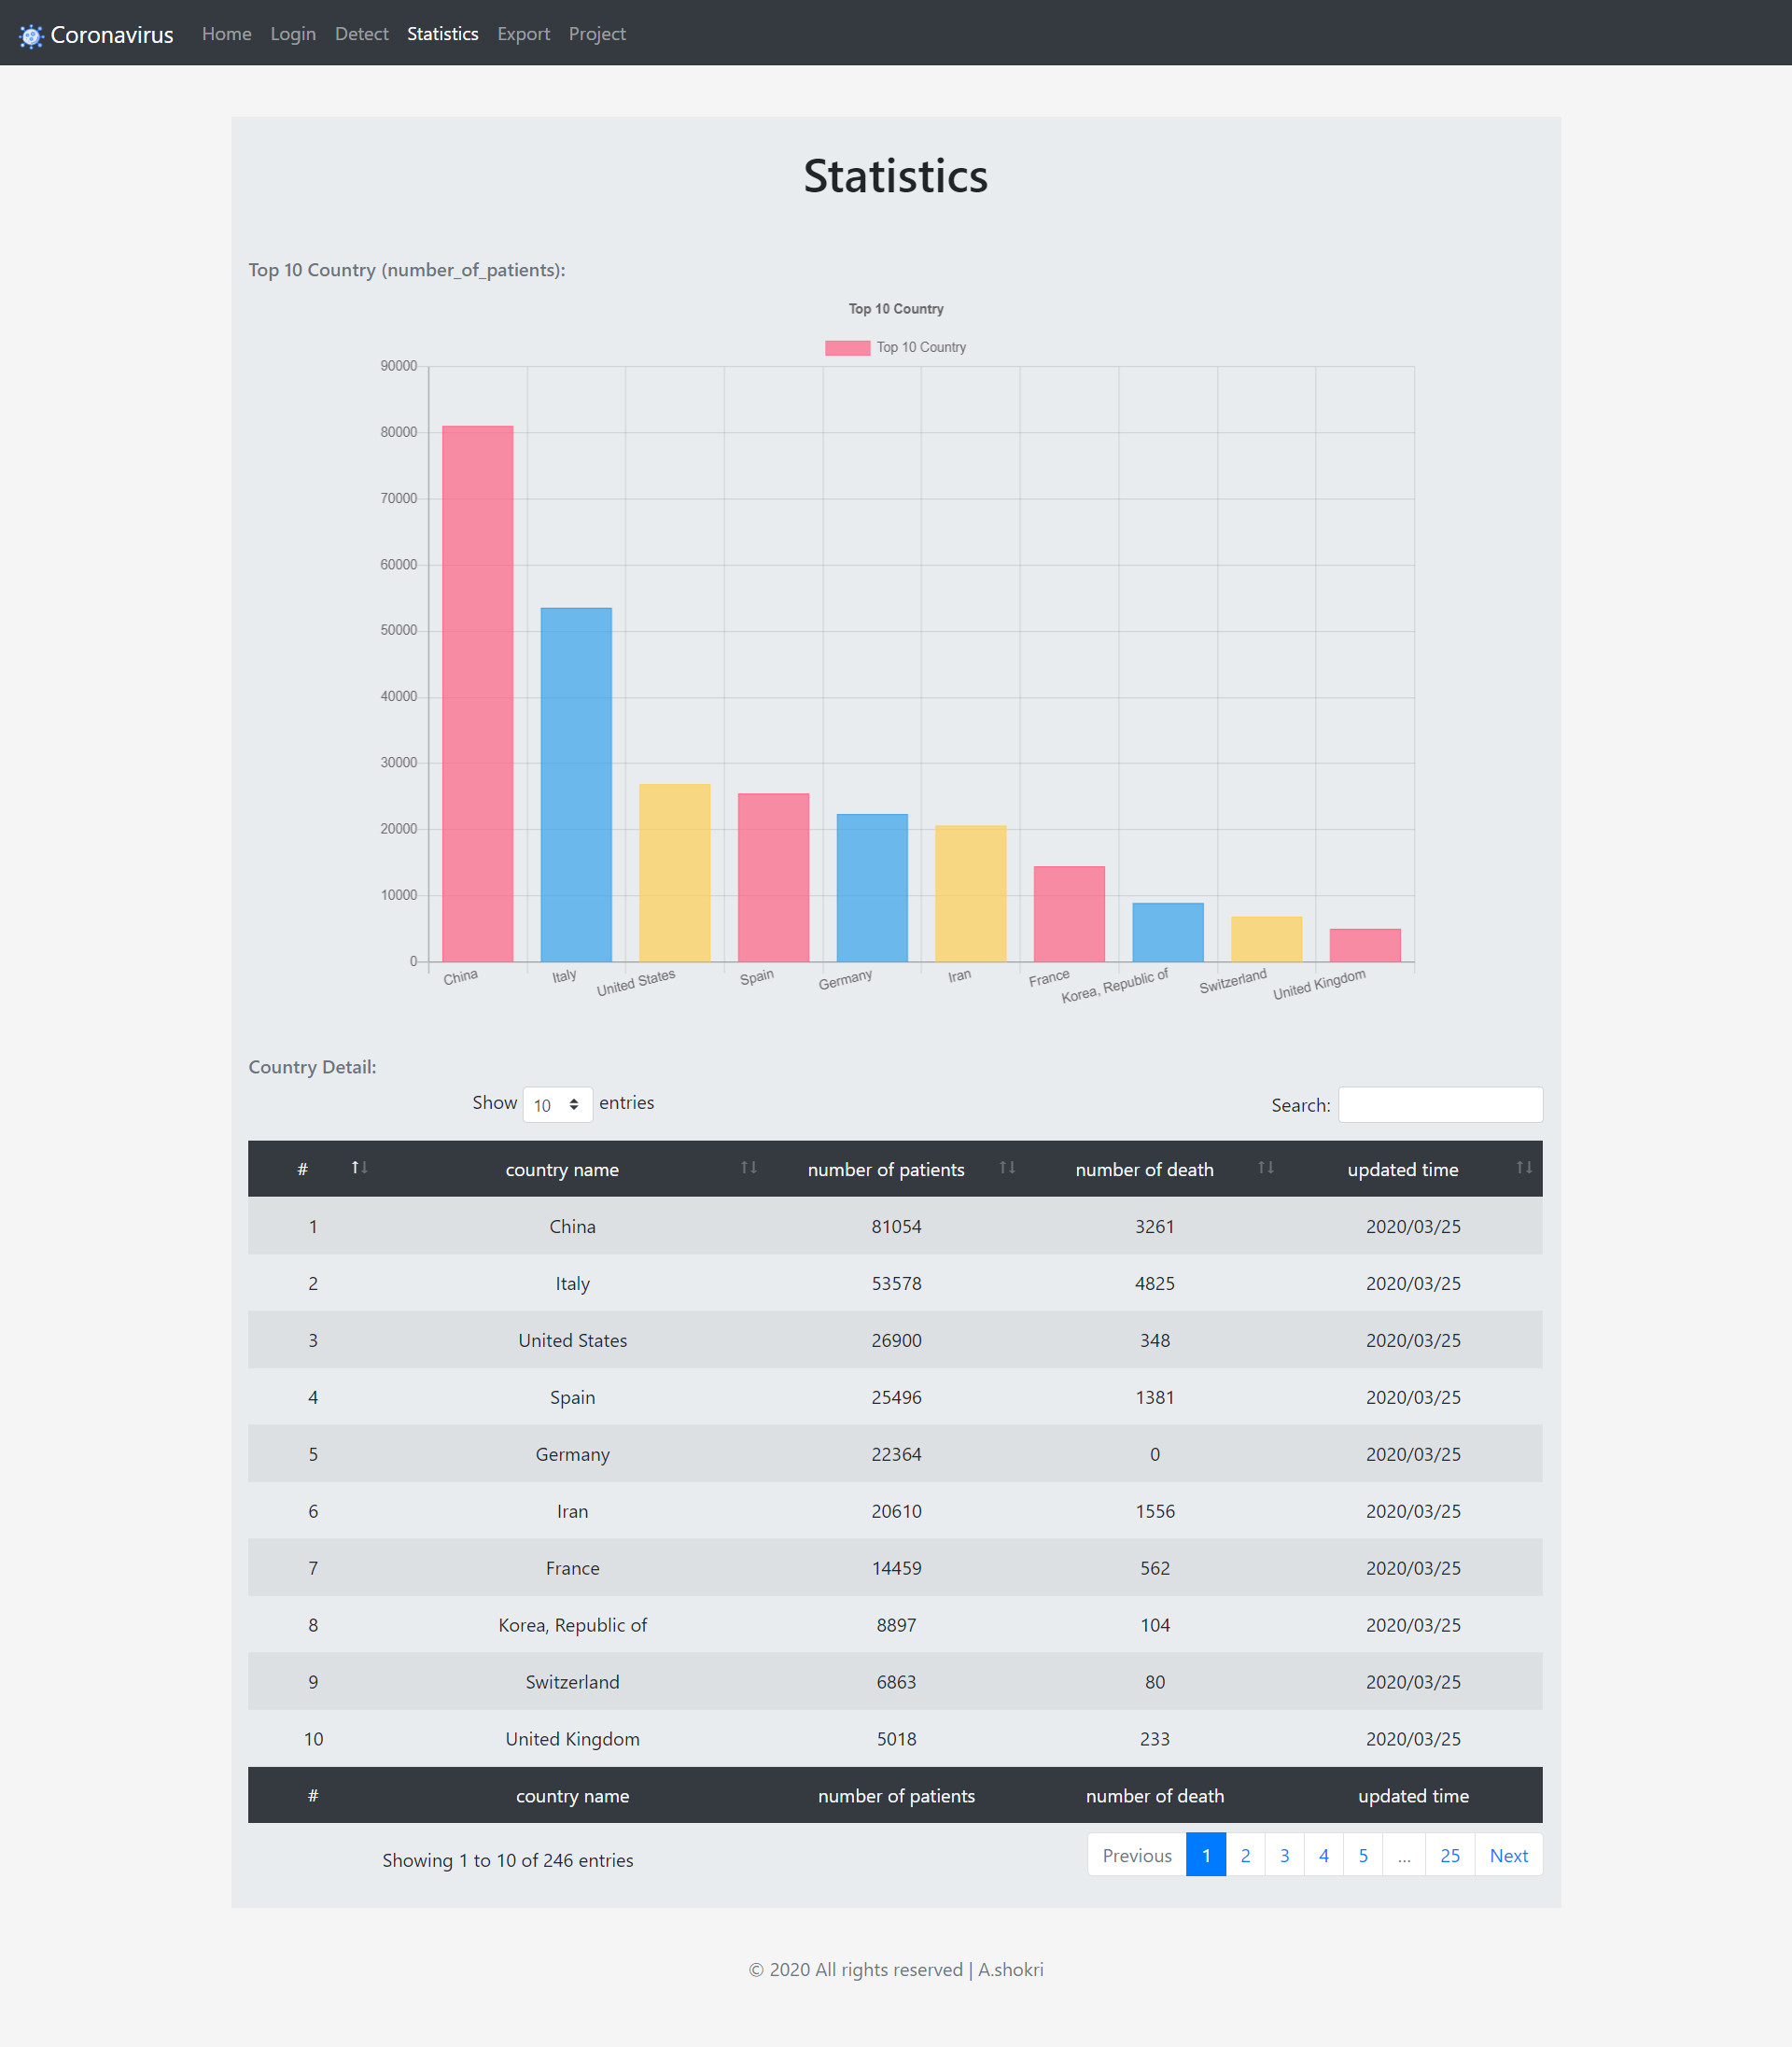 Coronavirus Home Login Detect Statistics Export Project
Statistics
Top 10 Country (number_of_patients):
Top 10 Country
Top 10 Country
90000
80000
70000
60000
50000
40000
30000
20000
10000
0
China Italy United States Spain Germany Iran France Korea, Republic of Switzerland United Kingdom
Country Detail:
Show 10 entries Search:
# country name number of patients number of death updated time
1 China 81054 3261 2020/03/25
2 Italy 53578 4825 2020/03/25
3 United States 26900 348 2020/03/25
4 Spain 25496 1381 2020/03/25
5 Germany 22364 0 2020/03/25
6 Iran 20610 1556 2020/03/25
7 France 14459 562 2020/03/25
8 Korea, Republic of 8897 104 2020/03/25
9 Switzerland 6863 80 2020/03/25
10 United Kingdom 5018 233 2020/03/25
# country name number of patients number of death updated time
Showing 1 to 10 of 246 entries Previous 1 2 3 4 5 ... 25 Next
© 2020 All rights reserved | A.shokri